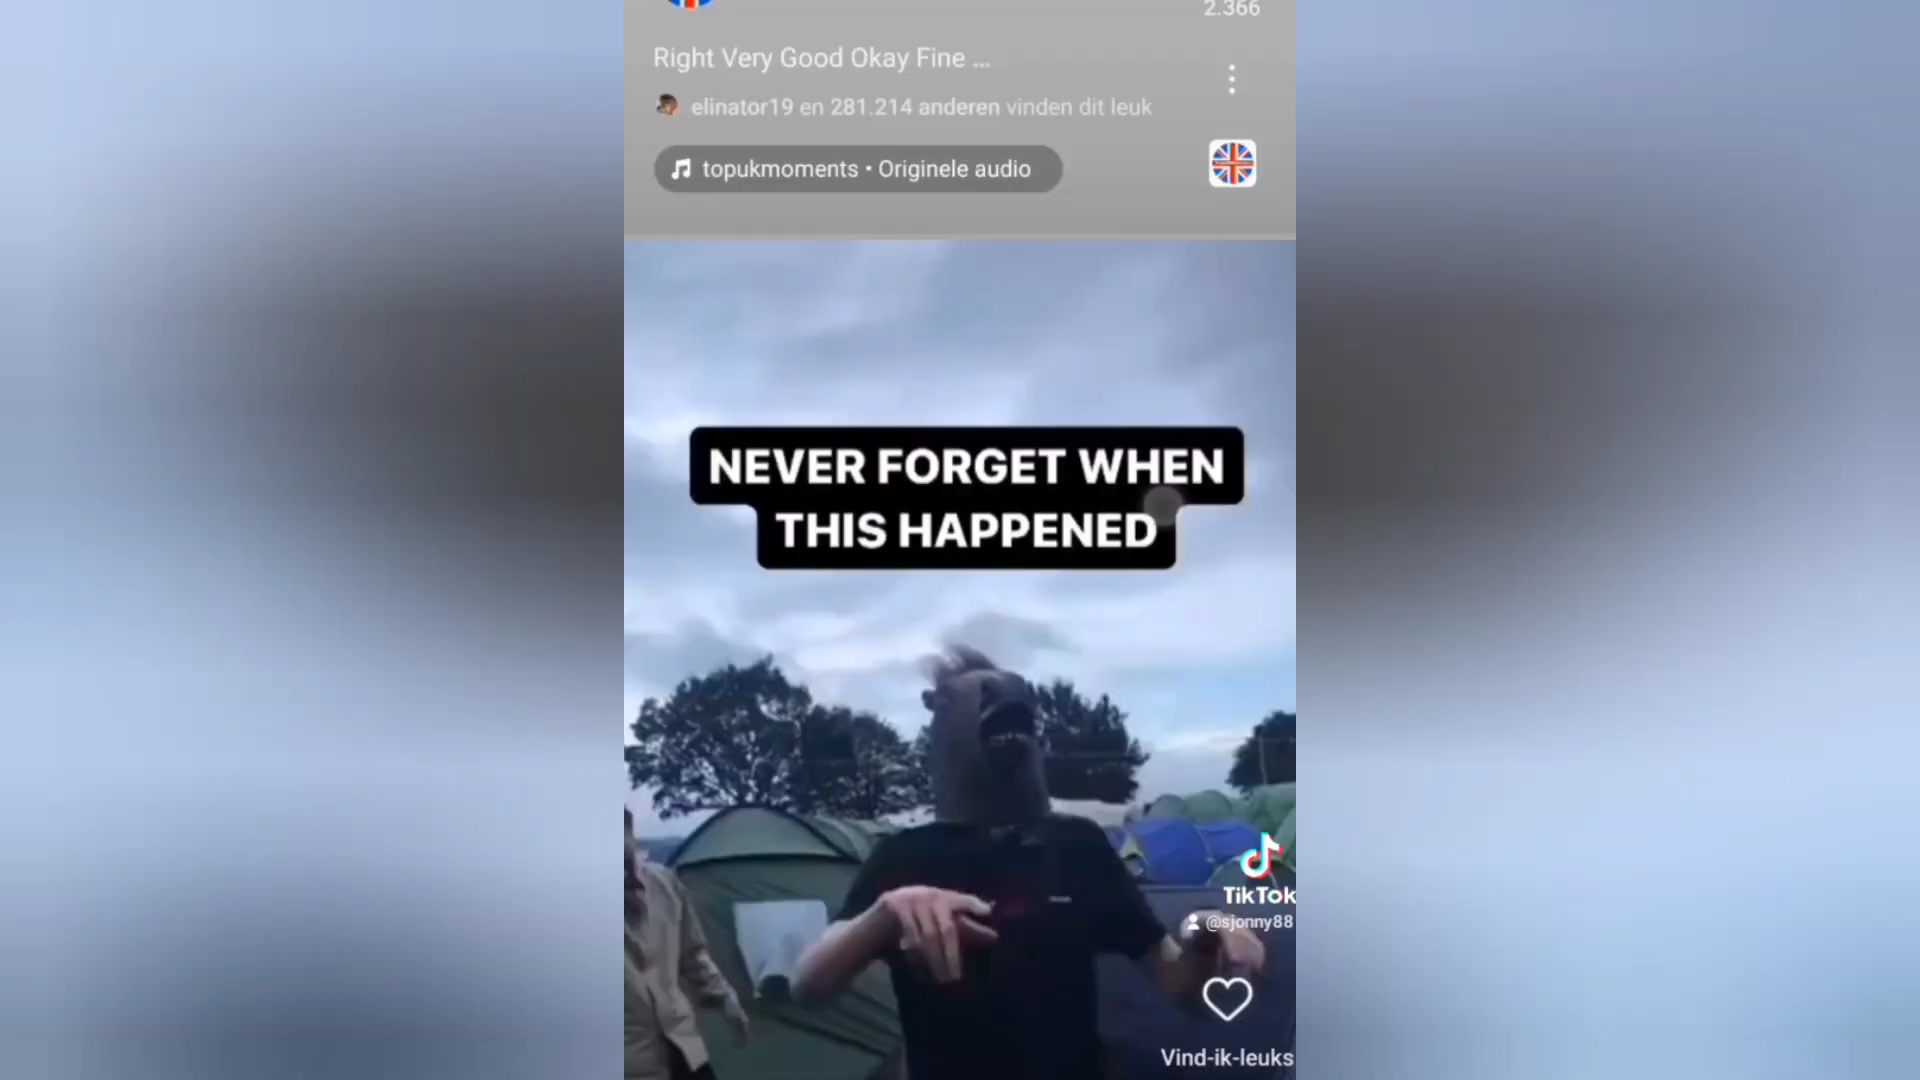 2.366
Right Very Good Okay Fine ...
elinator19 en 281.214 anderen vinden dit leuk
topukmoments • Originele audio
NEVER FORGET WHEN
THIS HAPPENED
TikTok
@sjonny88
Vind-ik-leuks